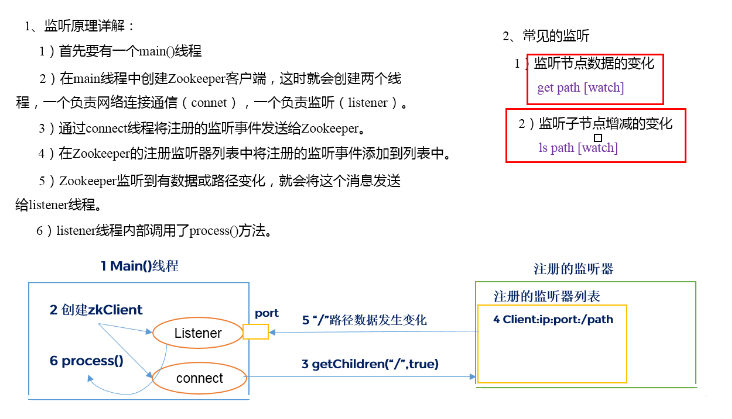 1、监听原理详解：
1）首先要有一个main()线程
2）在main线程中创建Zookeeper客户端，这时就会创建两个线
程，一个负责网络连接通信（connet），一个负责监听（listener）。
3）通过connect线程将注册的监听事件发送给Zookeeper。
4）在Zookeeper的注册监听器列表中将注册的监听事件添加到列表中。
5）Zookeeper监听到有数据或路径变化，就会将这个消息发送
给listener线程。
6）listener线程内部调用了process()方法。
2、常见的监听
1）监听节点数据的变化
get path [watch]
2）监听子节点增减的变化
ls path [watch]
1 Main()线程
2 创建zkClient
Listener
port
6 process()
connect
5 “/”路径数据发生变化
3 getChildren(“/”,true)
注册的监听器
注册的监听器列表
4 Client:ip:port:/path